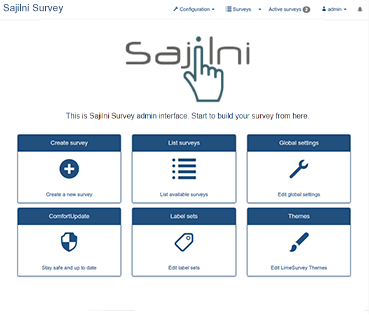 Sajilni Survey
Configuration Surveys Active surveys 2 admin
Sajilni
This is Sajilni Survey admin interface. Start to build your survey from here.
Create survey List surveys Global settings
Create a new survey List available surveys Edit global settings
ComfortUpdate Label sets Themes
Stay safe and up to date Edit label sets Edit LimeSurvey Themes